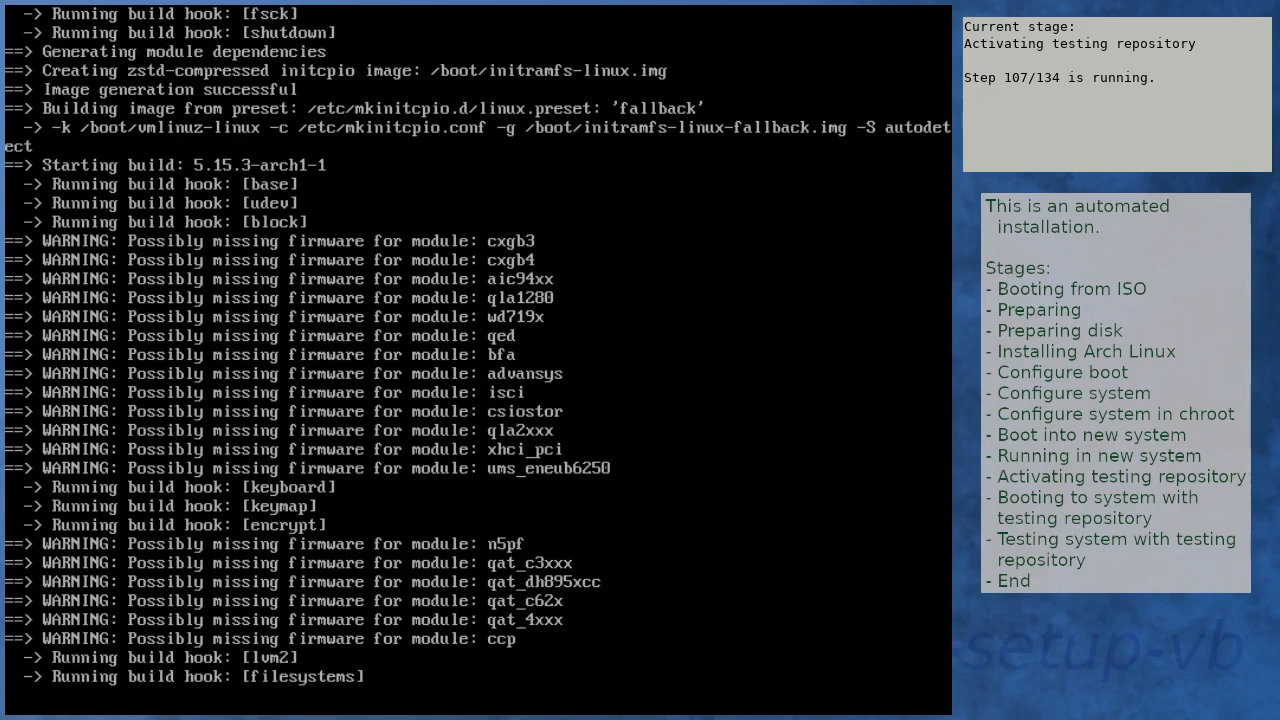 -> Running build hook: [fsck]
-> Running build hook: [shutdown]
==> Generating module dependencies
==> Creating zstd-compressed initcpio image: /boot/initramfs-linux.img
==> Image generation successful
==> Building image from preset: /etc/mkinitcpio.d/linux.preset: 'fallback'
-> -k /boot/vmlinuz-linux -c /etc/mkinitcpio.conf -g /boot/initramfs-linux-fallback.img -S autodet
ect
==> Starting build: 5.15.3-arch1-1
-> Running build hook: [base]
-> Running build hook: [udev]
-> Running build hook: [block]
==> WARNING: Possibly missing firmware for module: cxgb3
==> WARNING: Possibly missing firmware for module: cxgb4
==> WARNING: Possibly missing firmware for module: aic94xx
==> WARNING: Possibly missing firmware for module: qla1280
==> WARNING: Possibly missing firmware for module: wd719x
==> WARNING: Possibly missing firmware for module: qed
==> WARNING: Possibly missing firmware for module: bfa
==> WARNING: Possibly missing firmware for module: advansys
==> WARNING: Possibly missing firmware for module: isci
==> WARNING: Possibly missing firmware for module: csiostor
==> WARNING: Possibly missing firmware for module: qla2xxx
==> WARNING: Possibly missing firmware for module: xhci_pci
==> WARNING: Possibly missing firmware for module: ums_eneub6250
-> Running build hook: [keyboard]
-> Running build hook: [keymap]
-> Running build hook: [encrypt]
==> WARNING: Possibly missing firmware for module: n5pf
==> WARNING: Possibly missing firmware for module: qat_c3xxx
==> WARNING: Possibly missing firmware for module: qat_dh895xcc
==> WARNING: Possibly missing firmware for module: qat_c62x
==> WARNING: Possibly missing firmware for module: qat_4xxx
==> WARNING: Possibly missing firmware for module: ccp
-> Running build hook: [lvm2]
-> Running build hook: [filesystems]
Current stage:
Activating testing repository
Step 107/134 is running.
This is an automated
installation.
Stages:
- Booting from ISO
- Preparing
- Preparing disk
- Installing Arch Linux
- Configure boot
- Configure system
- Configure system in chroot
- Boot into new system
- Running in new system
- Activating testing repository
- Booting to system with
testing repository
- Testing system with testing
repository
- End
-setup-vb